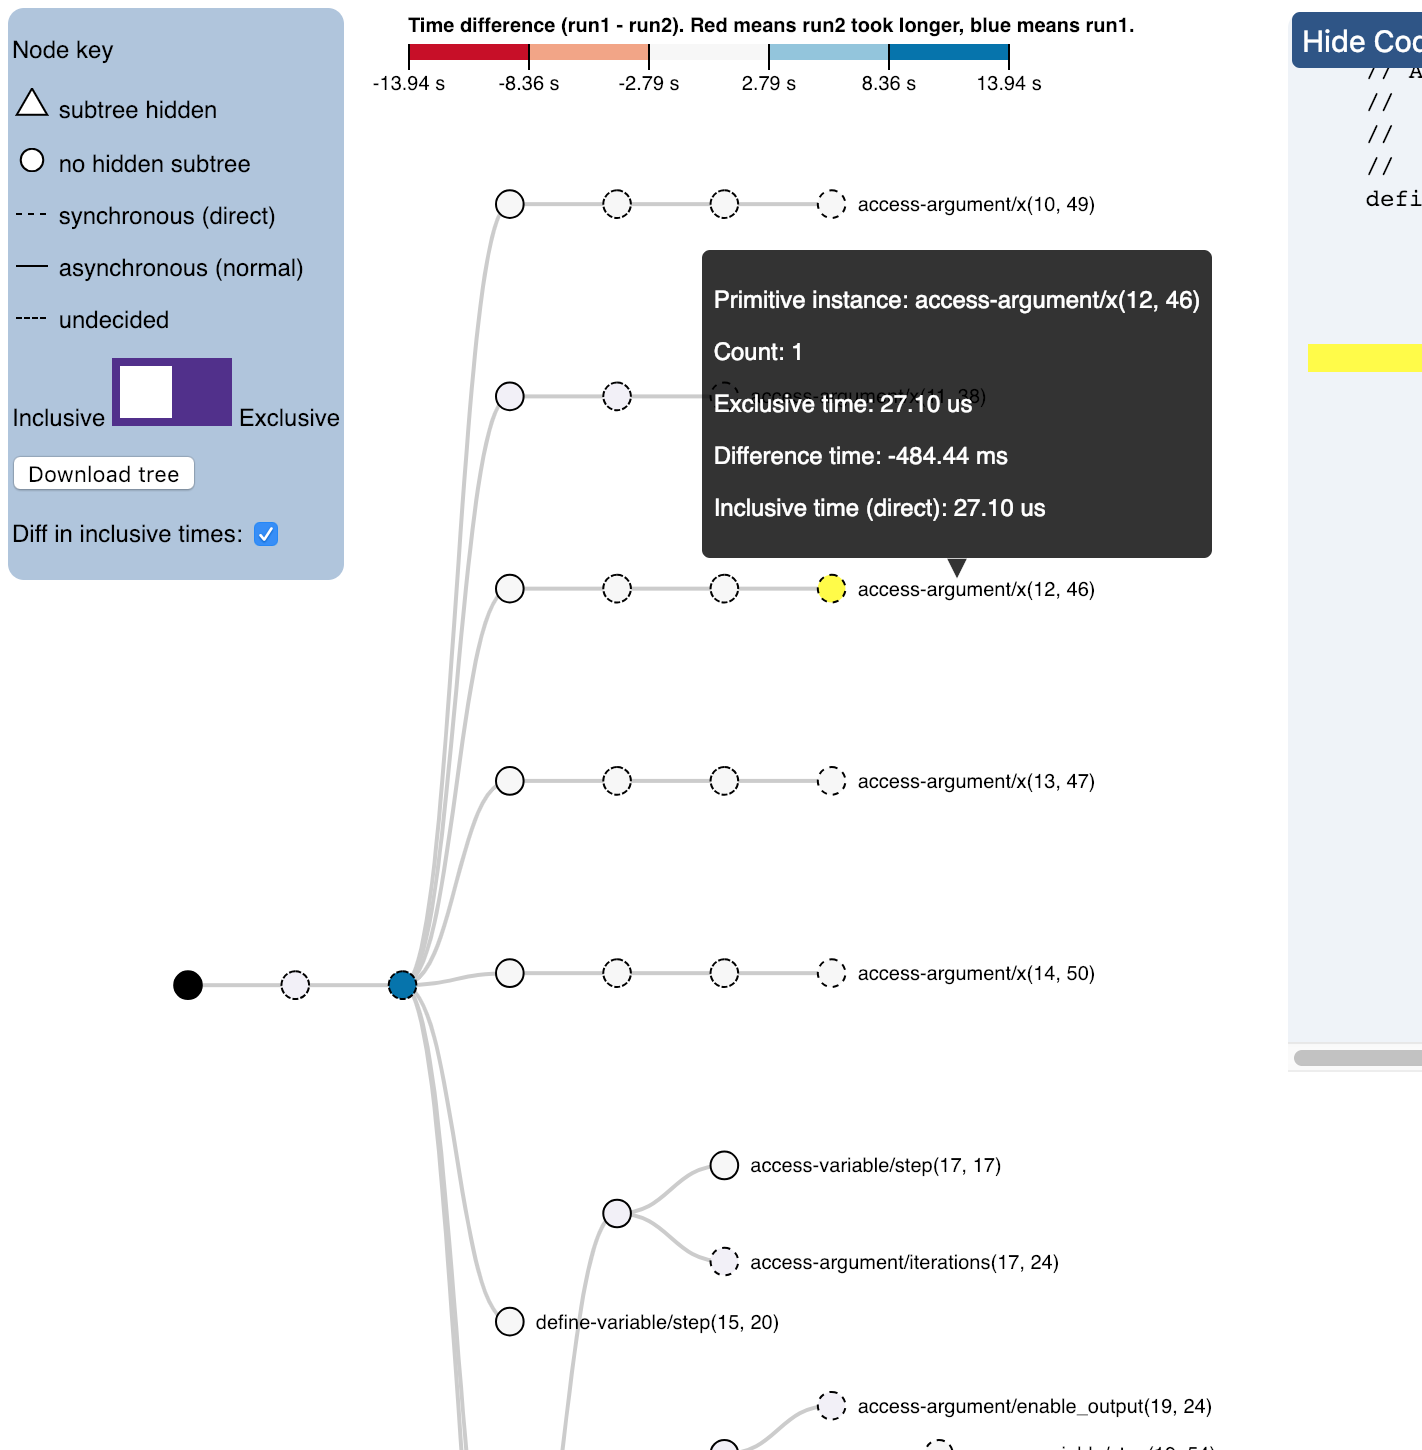 Time difference (run1 - run2). Red means run2 took longer, blue means run1.
-13.94 s
-8.36 s
-2.79 s
2.79 s
8.36 s
13.94 s
Node key
subtree hidden
no hidden subtree
synchronous (direct)
asynchronous (normal)
undecided
Inclusive
Exclusive
Download tree
Diff in inclusive times:
Hide Coo
// A
//
//
//
defi
access-argument/x(10, 49)
Primitive instance: access-argument/x(12, 46)
Count: 1
access-argument/x(11, 38)
Exclusive time: 27.10 us
Difference time: -484.44 ms
Inclusive time (direct): 27.10 us
access-argument/x(12, 46)
access-argument/x(13, 47)
access-argument/x(14, 50)
access-variable/step(17, 17)
access-argument/iterations(17, 24)
define-variable/step(15, 20)
access-argument/enable_output(19, 24)